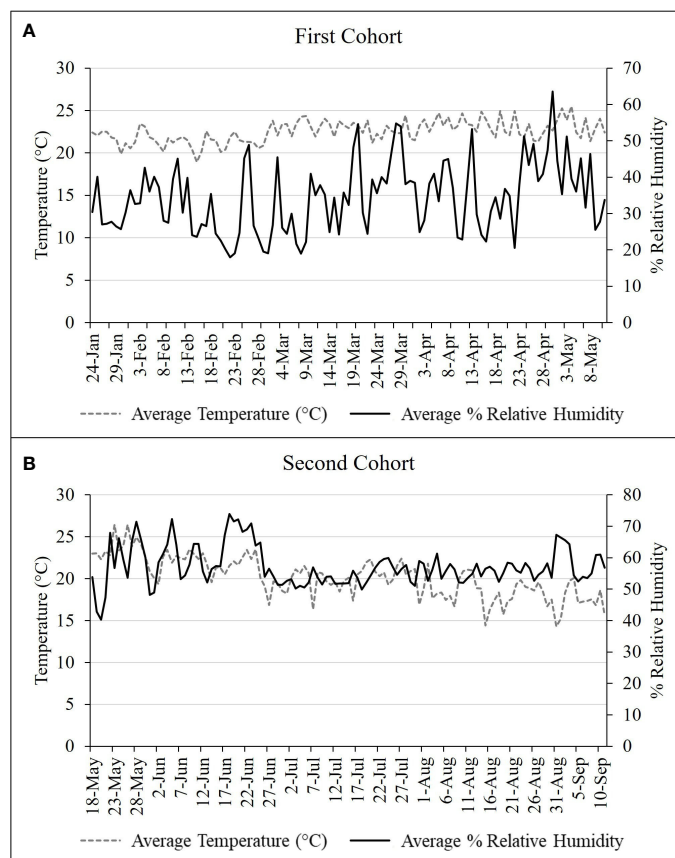 A
First Cohort
30
25
20
15
10
5
0
Temperature (°C)
70
60
50
40
30
20
10
0
% Relative Humidity
24-Jan
29-Jan
3-Feb
8-Feb
13-Feb
18-Feb
23-Feb
28-Feb
4-Mar
9-Mar
14-Mar
19-Mar
24-Mar
29-Mar
3-Apr
8-Apr
13-Apr
18-Apr
23-Apr
28-Apr
3-May
8-May
Average Temperature (°C) Average % Relative Humidity
B
Second Cohort
30
25
20
15
10
5
0
Temperature (°C)
80
70
60
50
40
30
20
10
0
% Relative Humidity
18-May
23-May
28-May
2-Jun
7-Jun
12-Jun
17-Jun
22-Jun
27-Jun
2-Jul
7-Jul
12-Jul
17-Jul
22-Jul
27-Jul
1-Aug
6-Aug
11-Aug
16-Aug
21-Aug
26-Aug
31-Aug
5-Sep
10-Sep
Average Temperature (°C) Average % Relative Humidity